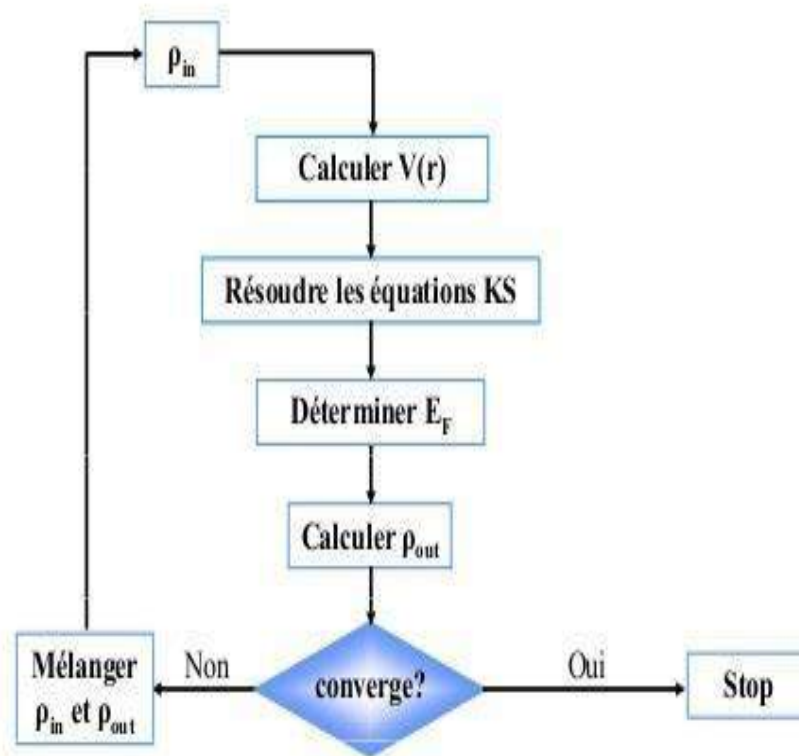 ρin
Calculer V(r)
Résoudre les équations KS
Déterminer EF
Calculer ρout
converge?
Non
Mélanger
ρin et ρout
Oui
Stop